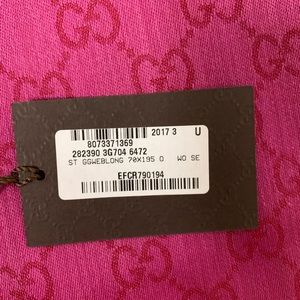 2017 3 U
8073371369
282390 3G704 6472
ST GGWEBLONG 70X195 O WO SE
EFCR790194